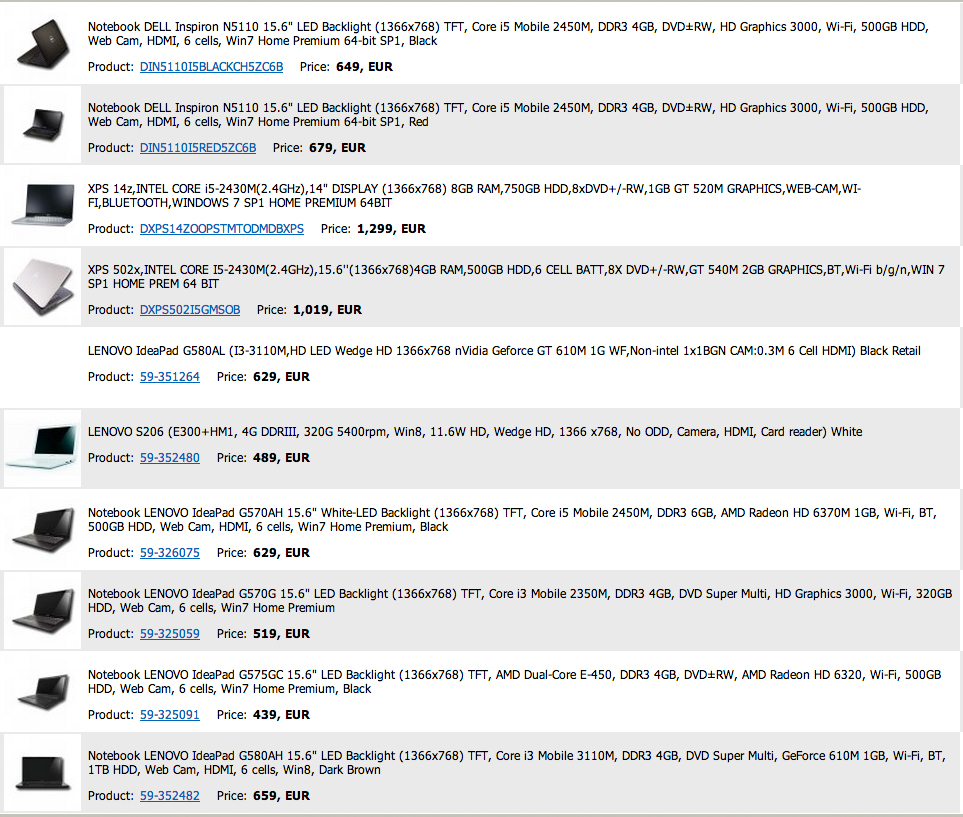 Notebook DELL Inspiron N5110 15.6" LED Backlight (1366x768) TFT, Core i5 Mobile 2450M, DDR3 4GB, DVD±RW, HD Graphics 3000, Wi-Fi, 500GB HDD,
Web Cam, HDMI, 6 cells, Win7 Home Premium 64-bit SP1, Black
Product: DIN5110I5BLACKCH5ZC6B Price: 649, EUR
Notebook DELL Inspiron N5110 15.6" LED Backlight (1366x768) TFT, Core i5 Mobile 2450M, DDR3 4GB, DVD±RW, HD Graphics 3000, Wi-Fi, 500GB HDD,
Web Cam, HDMI, 6 cells, Win7 Home Premium 64-bit SP1, Red
Product: DIN5110I5RED5ZC6B Price: 679, EUR
XPS 14z,INTEL CORE i5-2430M(2.4GHz),14" DISPLAY (1366x768) 8GB RAM,750GB HDD,8xDVD+/-RW,1GB GT 520M GRAPHICS,WEB-CAM,WI-
FI,BLUETOOTH,WINDOWS 7 SP1 HOME PREMIUM 64BIT
Product: DXPS14ZOOPSTMTODMDBXPS Price: 1,299, EUR
XPS 502x,INTEL CORE I5-2430M(2.4GHz),15.6''(1366x768)4GB RAM,500GB HDD,6 CELL BATT,8X DVD+/-RW,GT 540M 2GB GRAPHICS,BT,Wi-Fi b/g/n,WIN 7
SP1 HOME PREM 64 BIT
Product: DXPS502I5GMSOB Price: 1,019, EUR
LENOVO IdeaPad G580AL (I3-3110M,HD LED Wedge HD 1366x768 nVidia Geforce GT 610M 1G WF,Non-intel 1x1BGN CAM:0.3M 6 Cell HDMI) Black Retail
Product: 59-351264 Price: 629, EUR
LENOVO S206 (E300+HM1, 4G DDRIII, 320G 5400rpm, Win8, 11.6W HD, Wedge HD, 1366 x768, No ODD, Camera, HDMI, Card reader) White
Product: 59-352480 Price: 489, EUR
Notebook LENOVO IdeaPad G570AH 15.6" White-LED Backlight (1366x768) TFT, Core i5 Mobile 2450M, DDR3 6GB, AMD Radeon HD 6370M 1GB, Wi-Fi, BT,
500GB HDD, Web Cam, HDMI, 6 cells, Win7 Home Premium, Black
Product: 59-326075 Price: 629, EUR
Notebook LENOVO IdeaPad G570G 15.6" LED Backlight (1366x768) TFT, Core i3 Mobile 2350M, DDR3 4GB, DVD Super Multi, HD Graphics 3000, Wi-Fi, 320GB
HDD, Web Cam, 6 cells, Win7 Home Premium
Product: 59-325059 Price: 519, EUR
Notebook LENOVO IdeaPad G575GC 15.6" LED Backlight (1366x768) TFT, AMD Dual-Core E-450, DDR3 4GB, DVD±RW, AMD Radeon HD 6320, Wi-Fi, 500GB
HDD, Web Cam, 6 cells, Win7 Home Premium, Black
Product: 59-325091 Price: 439, EUR
Notebook LENOVO IdeaPad G580AH 15.6" LED Backlight (1366x768) TFT, Core i3 Mobile 3110M, DDR3 4GB, DVD Super Multi, GeForce 610M 1GB, Wi-Fi, BT,
1TB HDD, Web Cam, HDMI, 6 cells, Win8, Dark Brown
Product: 59-352482 Price: 659, EUR